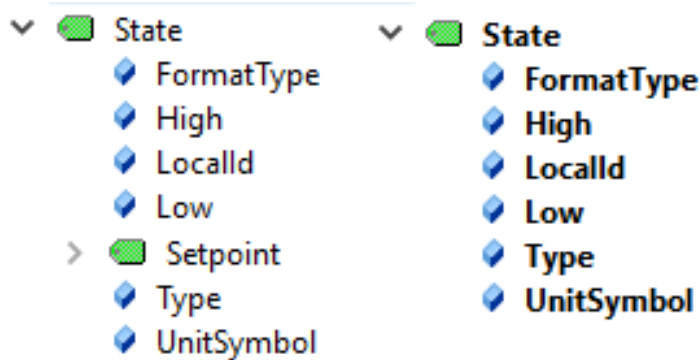 State
FormatType
High
LocalId
Low
Setpoint
Type
UnitSymbol
State
FormatType
High
LocalId
Low
Type
UnitSymbol